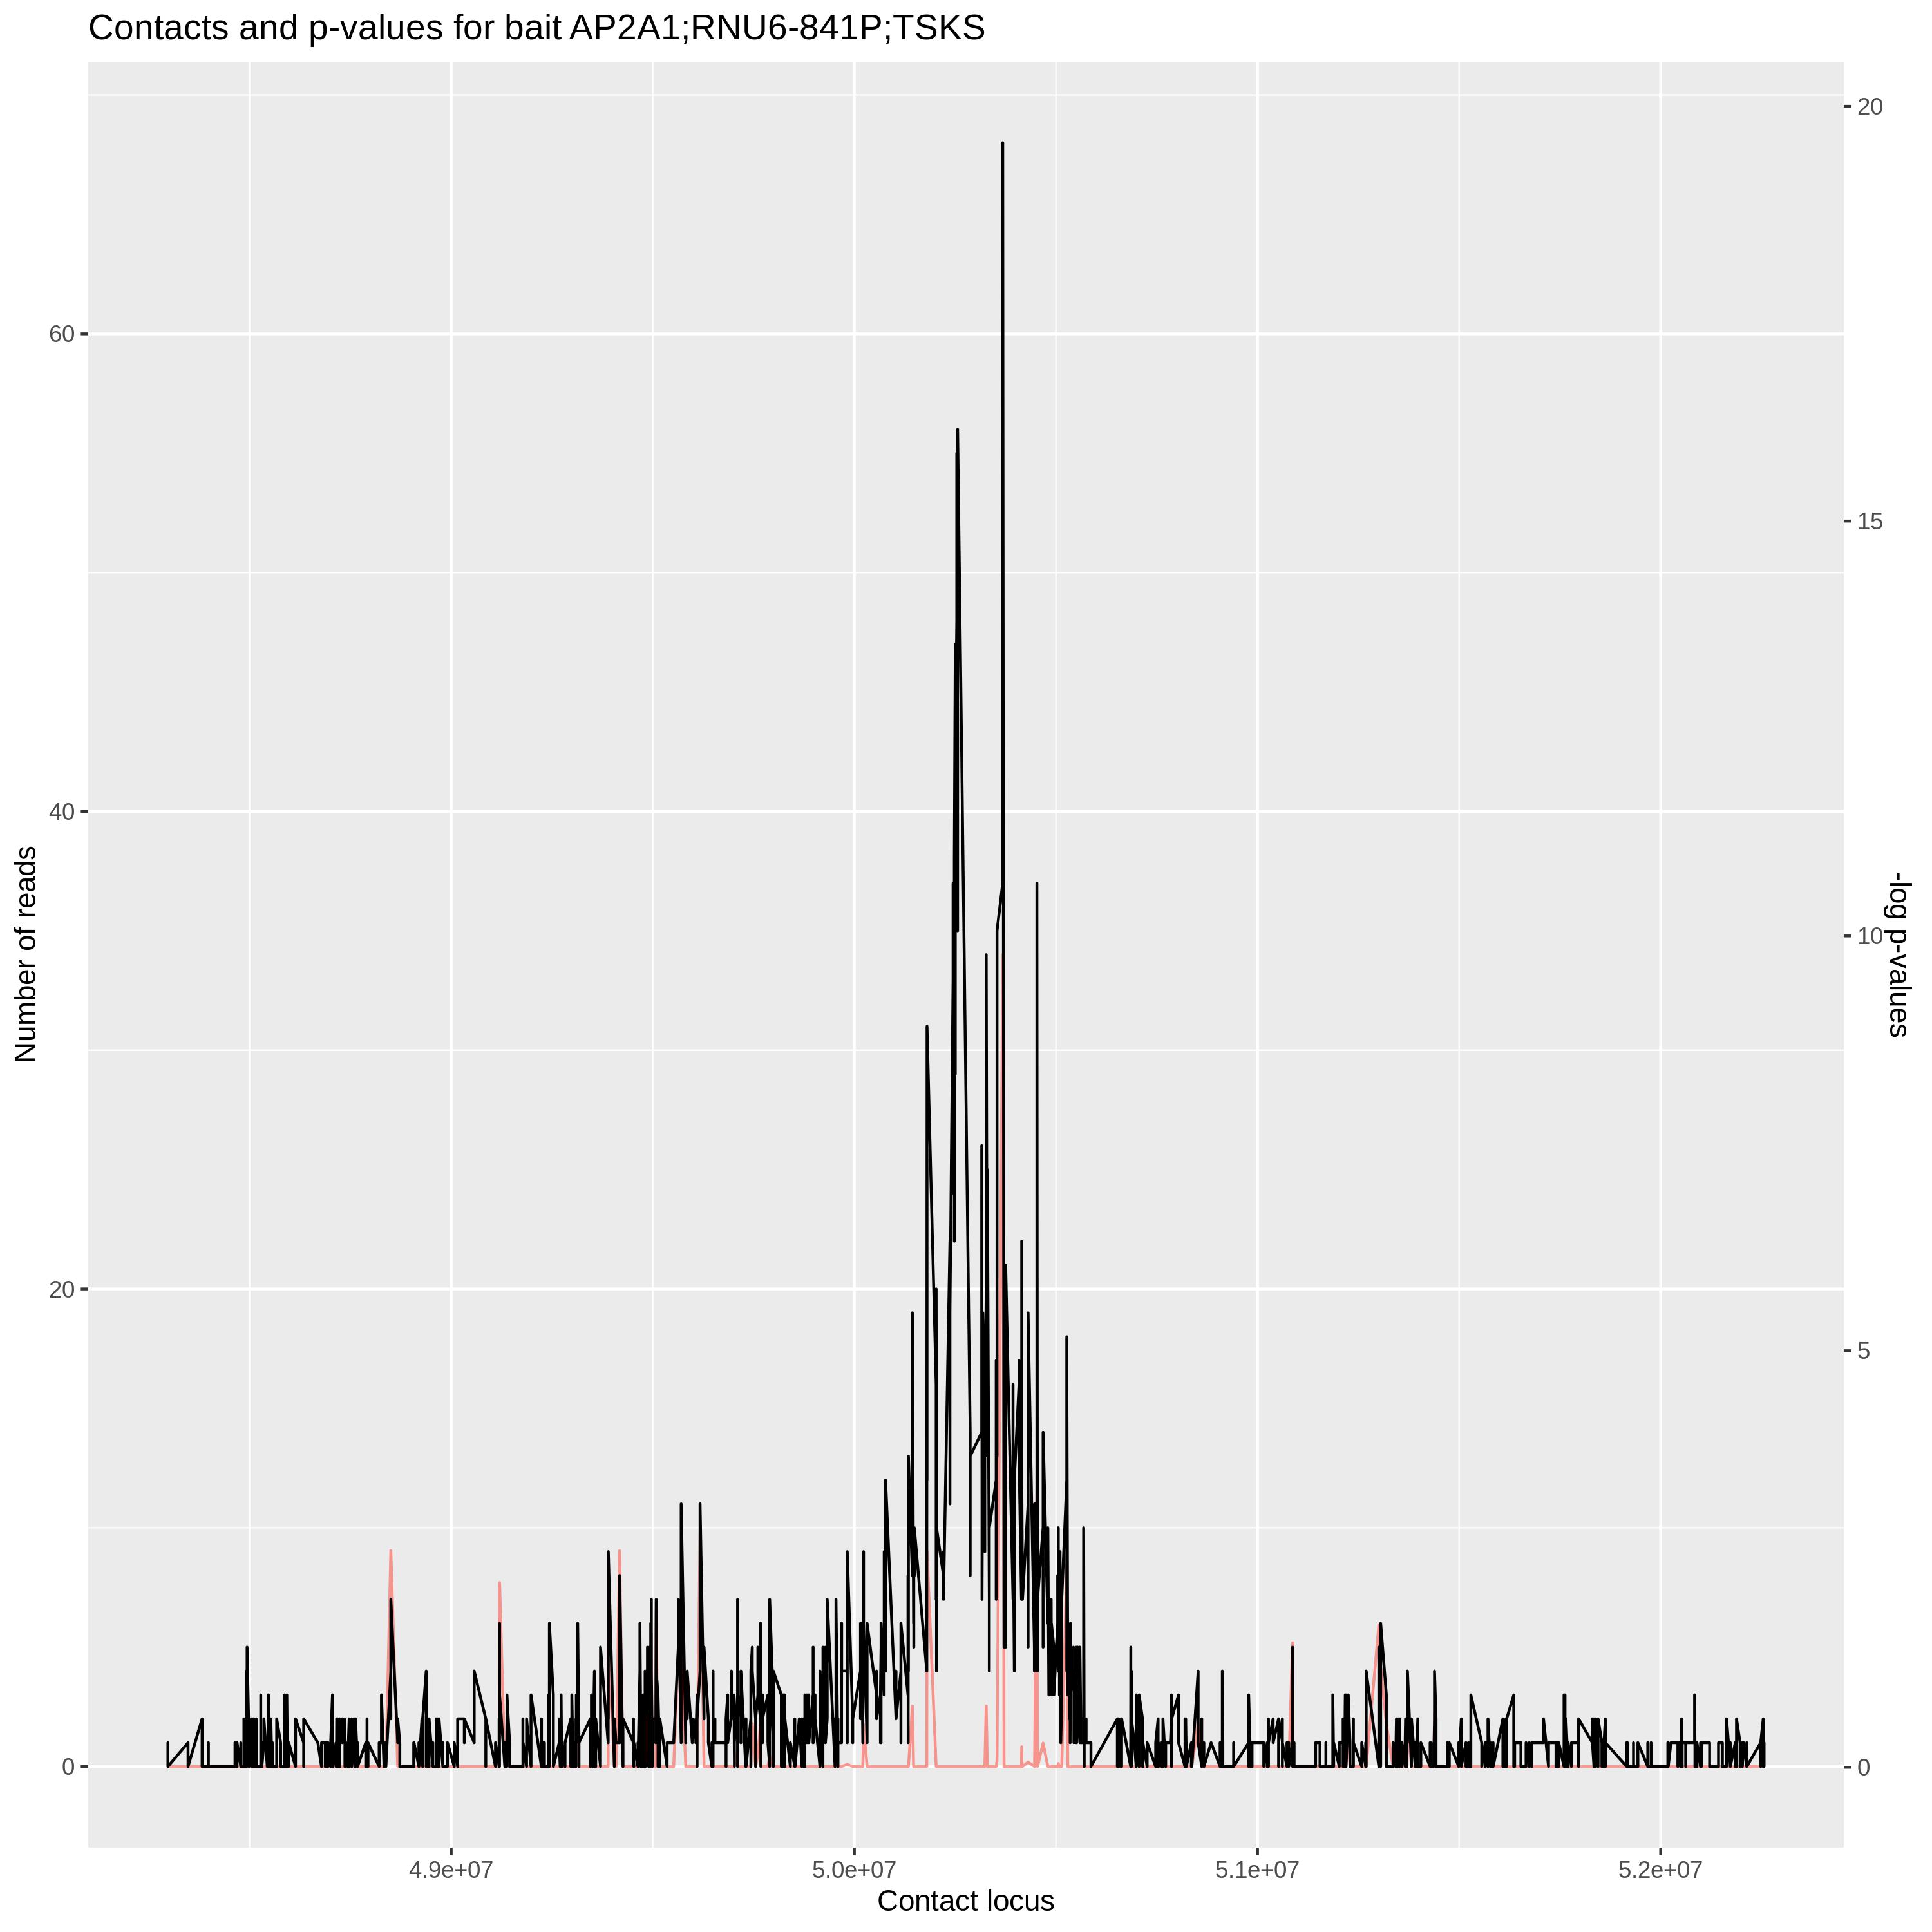 Contacts and p-values for bait AP2A1;RNU6-841P;TSKS
Number of reads
60
40
20
0
20
15
10
5
0
-log p-values
4.9e+07
5.0e+07
5.1e+07
5.2e+07
Contact locus